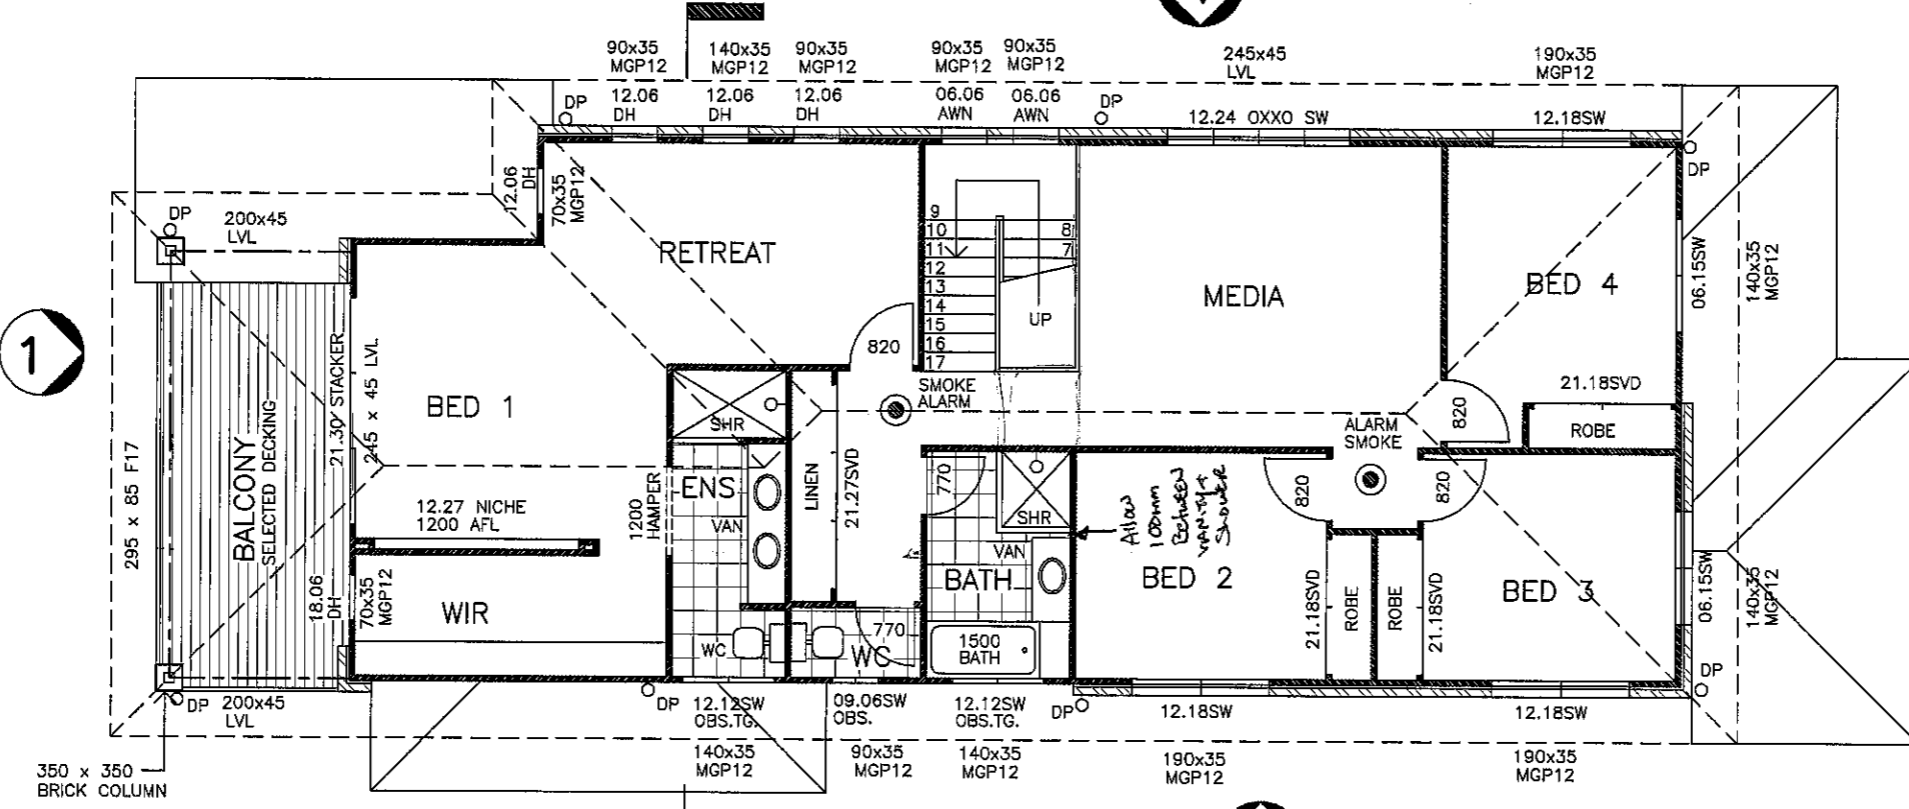 90x35
MGP12
140x35
MGP12
90x35
MGP12
90x35
MGP12
90x35
MGP12
245x45
LVL
190x35
MGP12
DP
12.06
DH
12.06
DH
12.06
DH
06.06
AWN
06.06
AWN
DP
12.24 OXXO SW
12.18SW
DP
12.06
DH
70x35
MGP12
DP
200x45
LVL
RETREAT
9
10
11
12
13
14
15
16
17
8
7
UP
MEDIA
BED 4
06.15SW
140x35
MGP12
1
820
SMOKE
ALARM
21.18SVD
ROBE
820
ALARM
SMOKE
BALCONY
SELECTED DECKING
21.30 STACKER
245 x 45 LVL
BED 1
SHR
295 x 85 F17
12.27 NICHE
1200 AFL
1200
HAMPER
ENS
VAN
LINEN
21.27SVD
770
SHR
VAN
BATH
Allow
100mm
Between
vanity +
Shower
820
820
BED 2
BED 3
21.18SVD
ROBE
ROBE
21.18SVD
06.15SW
140x35
MGP12
18.06
DH
70x35
MGP12
WIR
WC
770
WC
1500
BATH
DP
200x45
LVL
DP
12.12SW
OBS.TG.
09.06SW
OBS.
12.12SW
OBS.TG.
DP
12.18SW
12.18SW
DP
140x35
MGP12
90x35
MGP12
140x35
MGP12
190x35
MGP12
190x35
MGP12
350 x 350
BRICK COLUMN